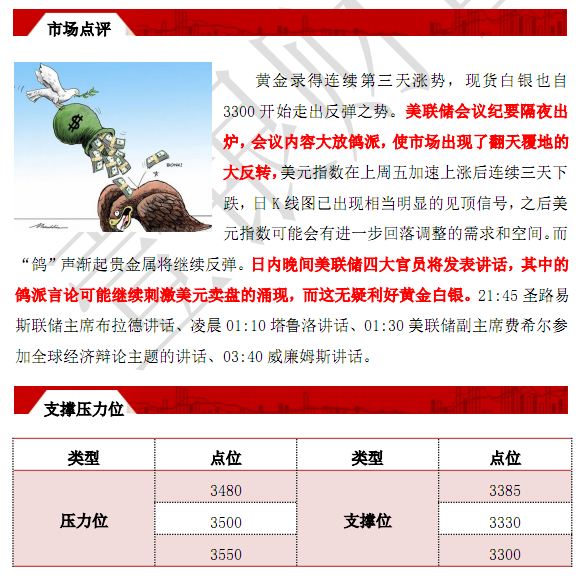 市场点评
$
BONK!
黄金录得连续第三天涨势，现货白银也自
3300 开始走出反弹之势。美联储会议纪要隔夜出
炉，会议内容大放鸽派，使市场出现了翻天覆地的
大反转，美元指数在上周五加速上涨后连续三天下
跌，日 K 线图已出现相当明显的见顶信号，之后美
元指数可能会有进一步回落调整的需求和空间。而
“鸽”声渐起贵金属将继续反弹。日内晚间美联储四大官员将发表讲话，其中的
鸽派言论可能继续刺激美元卖盘的涌现，而这无疑利好黄金白银。21:45 圣路易
斯联储主席布拉德讲话、凌晨 01:10 塔鲁洛讲话、01:30 美联储副主席费希尔参
加全球经济辩论主题的讲话、03:40 威廉姆斯讲话。
支撑压力位
类型 点位 类型 点位
3480 3385
压力位 3500 支撑位 3330
3550 3300